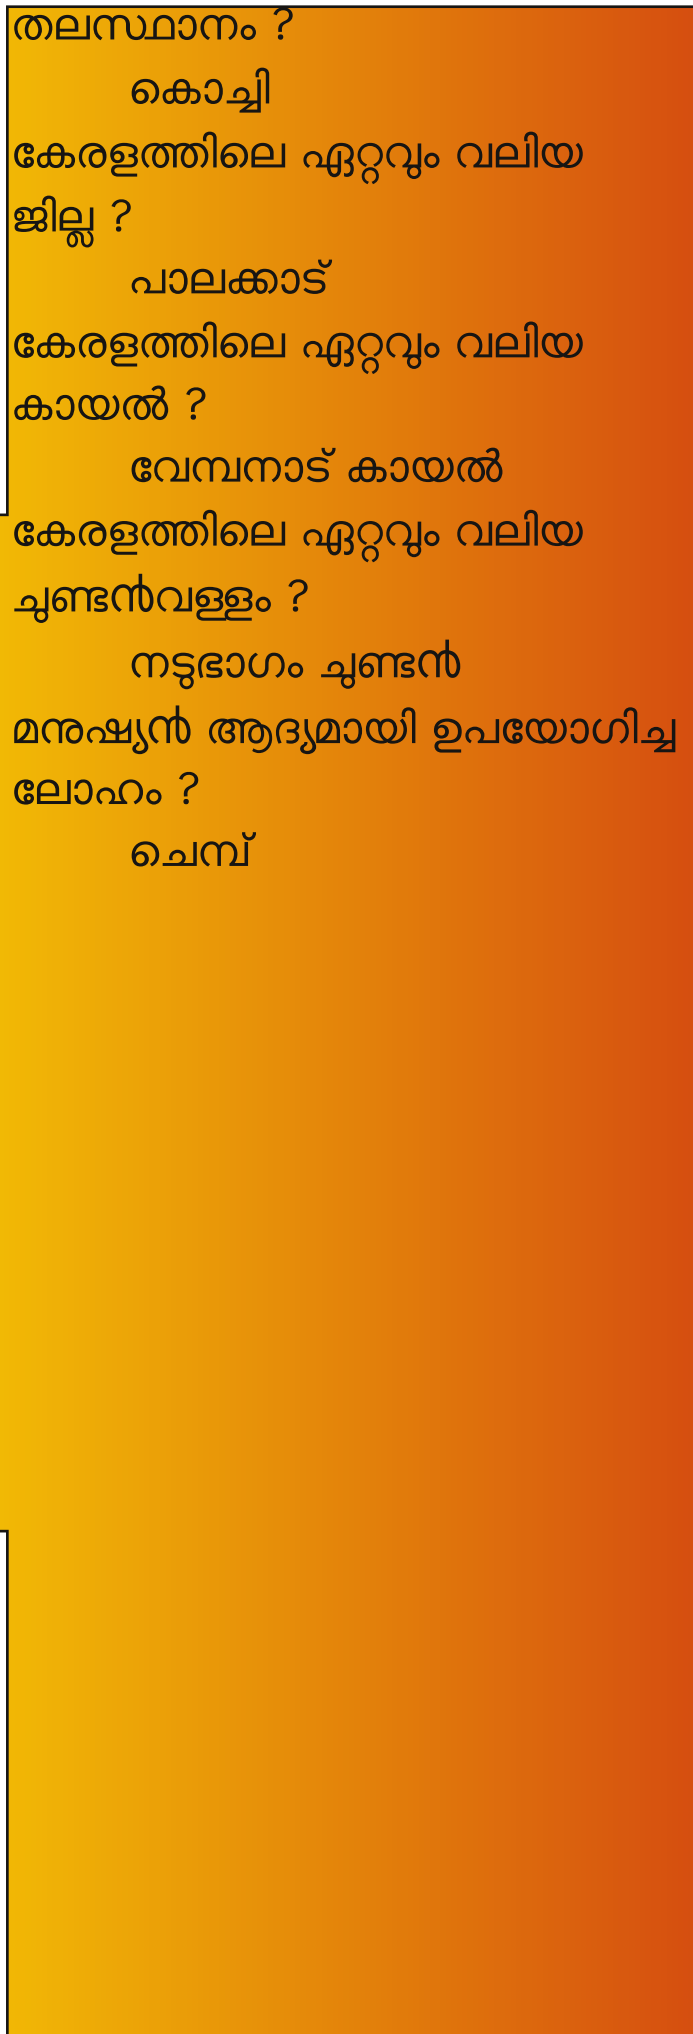 തലസ്ഥാനം ?
കൊച്ചി
കേരളത്തിലെ ഏറ്റവും വലിയ
ജില്ല ?
പാലക്കാട്
കേരളത്തിലെ ഏറ്റവും വലിയ
കായൽ ?
വേമ്പനാട് കായൽ
കേരളത്തിലെ ഏറ്റവും വലിയ
ചുണ്ടൻവള്ളം ?
നടുഭാഗം ചുണ്ടൻ
മനുഷ്യൻ ആദ്യമായി ഉപയോഗിച്ച
ലോഹം ?
ചെമ്പ്